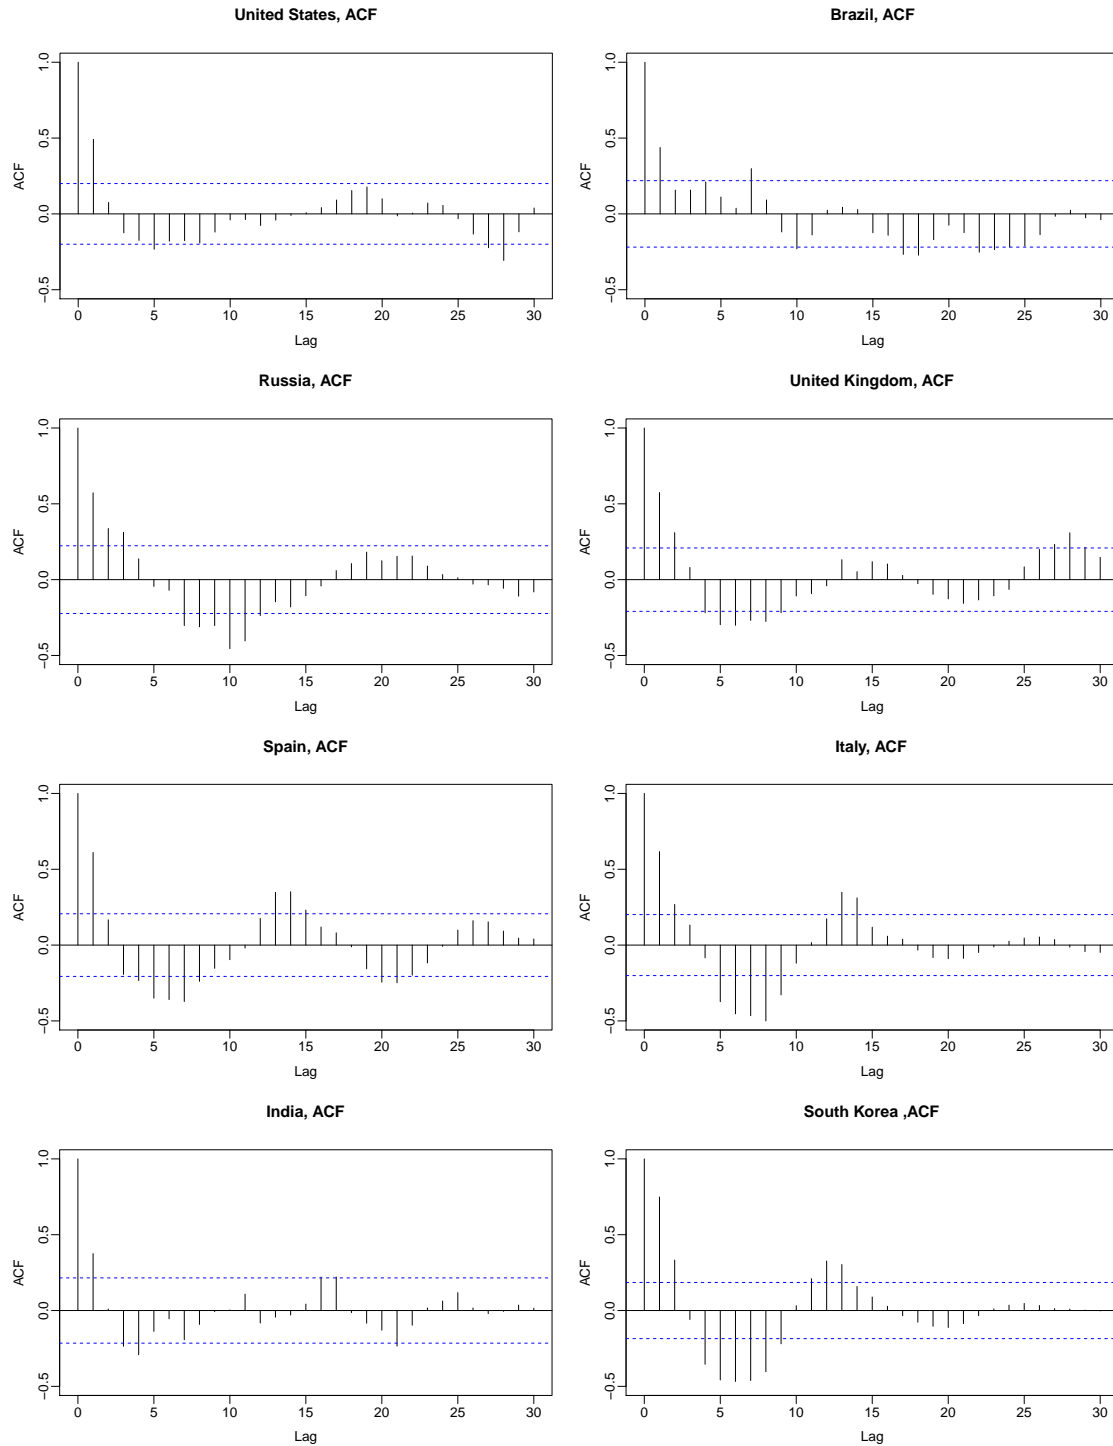 United States, ACF
1.0
0.5
0.0
−0.5
ACF
0 5 10 15 20 25 30
Lag
Brazil, ACF
1.0
0.5
0.0
−0.5
ACF
0 5 10 15 20 25 30
Lag
Russia, ACF
1.0
0.5
0.0
−0.5
ACF
0 5 10 15 20 25 30
Lag
United Kingdom, ACF
1.0
0.5
0.0
−0.5
ACF
0 5 10 15 20 25 30
Lag
Spain, ACF
1.0
0.5
0.0
−0.5
ACF
0 5 10 15 20 25 30
Lag
Italy, ACF
1.0
0.5
0.0
−0.5
ACF
0 5 10 15 20 25 30
Lag
India, ACF
1.0
0.5
0.0
−0.5
ACF
0 5 10 15 20 25 30
Lag
South Korea ,ACF
1.0
0.5
0.0
−0.5
ACF
0 5 10 15 20 25 30
Lag